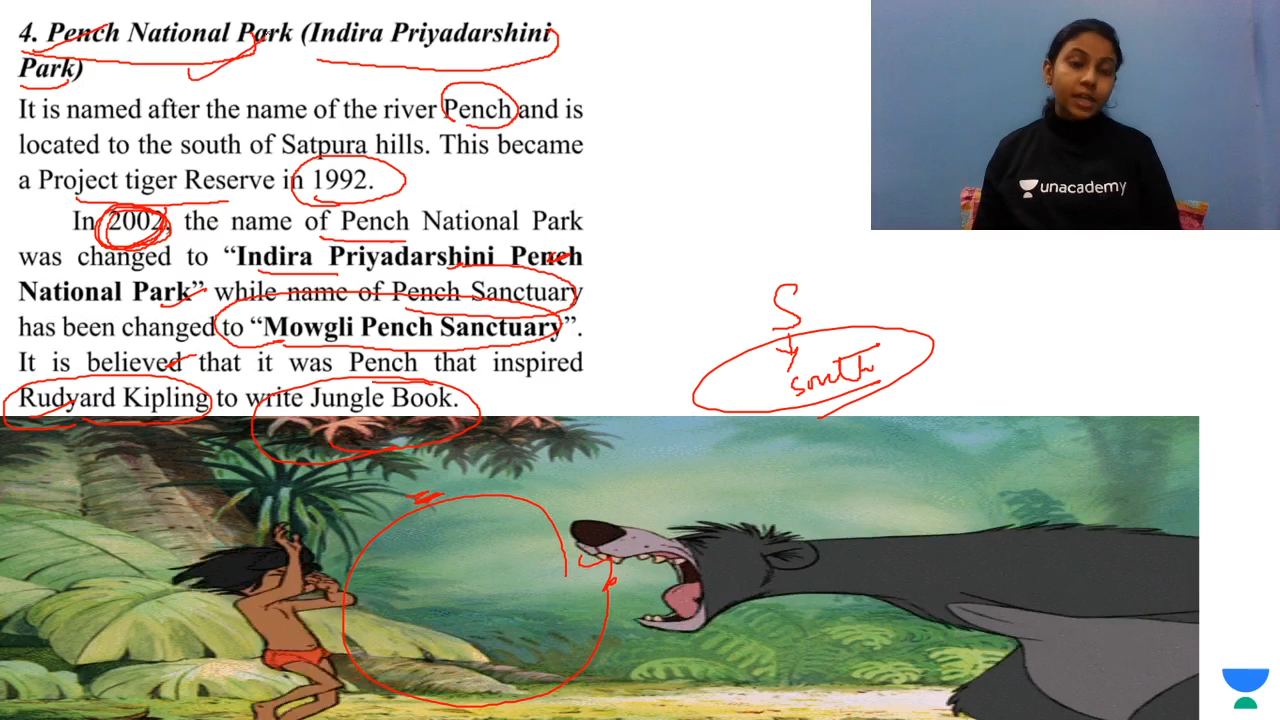 4. Pench National Park (Indira Priyadarshini
Park)
It is named after the name of the river Pench and is
located to the south of Satpura hills. This became
a Project tiger Reserve in 1992.
In 2002, the name of Pench National Park
was changed to “Indira Priyadarshini Pench
National Park” while name of Pench Sanctuary
has been changed to “Mowgli Pench Sanctuary”.
It is believed that it was Pench that inspired
Rudyard Kipling to write Jungle Book.
unacademy
S
south